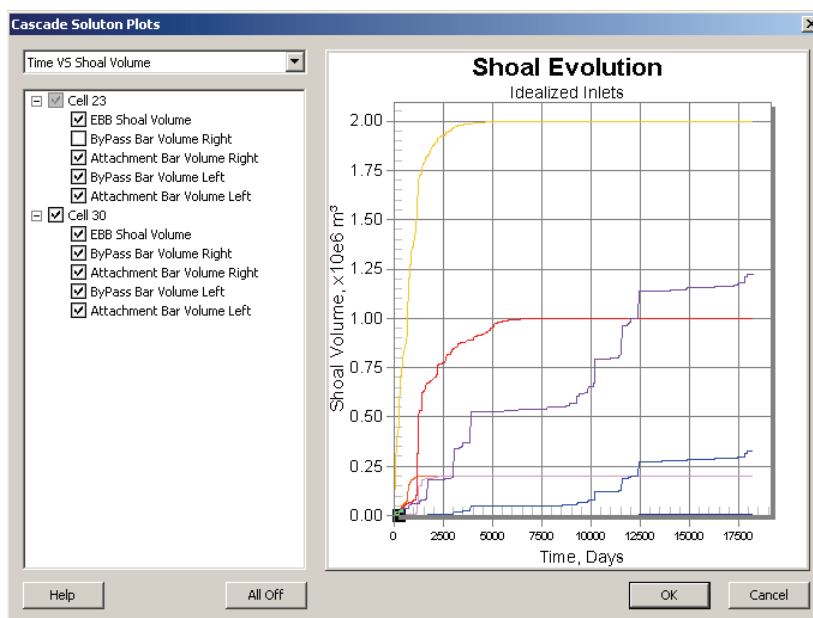 Cascade Soluton Plots
Time VS Shoal Volume
Cell 23
EBB Shoal Volume
ByPass Bar Volume Right
Attachment Bar Volume Right
ByPass Bar Volume Left
Attachment Bar Volume Left
Cell 30
EBB Shoal Volume
ByPass Bar Volume Right
Attachment Bar Volume Right
ByPass Bar Volume Left
Attachment Bar Volume Left
Shoal Evolution
Idealized Inlets
Shoal Volume, x10e6 m³
2.00
1.75
1.50
1.25
1.00
0.75
0.50
0.25
0.00
0 2500 5000 7500 10000 12500 15000 17500
Time, Days
Help All Off OK Cancel